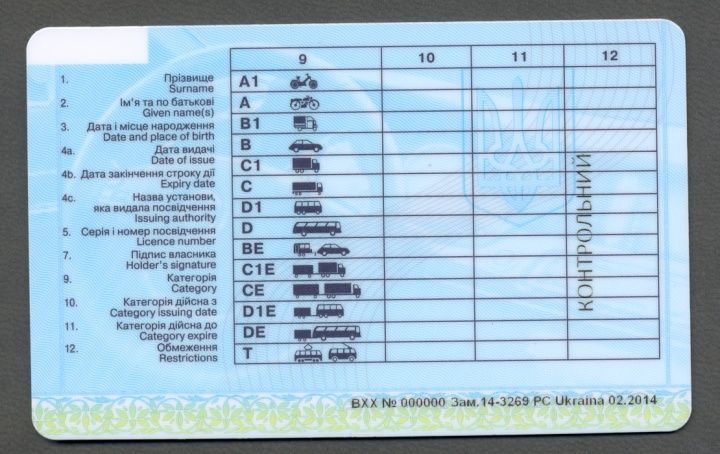 9 10 11 12
1. Прізвище
Surname
2. Ім'я та по батькові
Given name(s)
3. Дата і місце народження
Date and place of birth
4a. Дата видачі
Date of issue
4b. Дата закінчення строку дії
Expiry date
4c. Назва установи,
яка видала посвідчення
Issuing authority
5. Серія і номер посвідчення
Licence number
7. Підпис власника
Holder's signature
9. Категорія
Category
10. Категорія дійсна з
Category issuing date
11. Категорія дійсна до
Category expire
12. Обмеження
Restrictions
A1
A
B1
B
C1
C
D1
D
BE
C1E
CE
D1E
DE
T
КОНТРОЛЬНИЙ
ВХХ № 000000 Зам.14-3269 РС Ukraina 02.2014